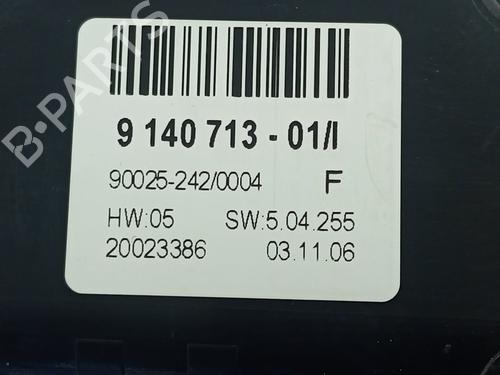 B-PARTS
9 140 713 - 01/I
90025-242/0004 F
HW:05 SW:5.04.255
20023386 03.11.06